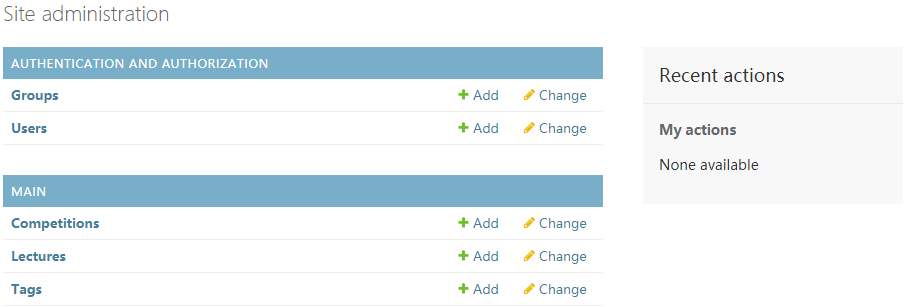 Site administration
AUTHENTICATION AND AUTHORIZATION
Groups Add Change
Users Add Change
MAIN
Competitions Add Change
Lectures Add Change
Tags Add Change
Recent actions
My actions
None available